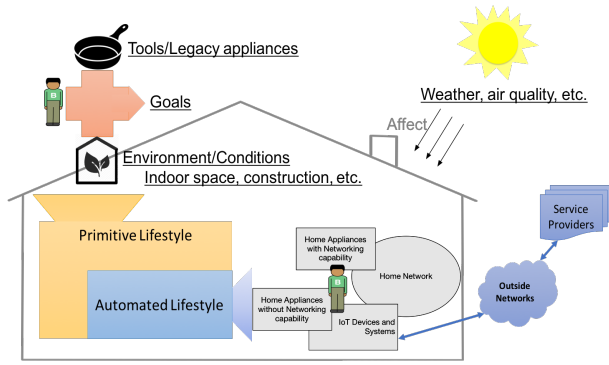 Tools/Legacy appliances
Goals
Weather, air quality, etc.
Affect
Environment/Conditions
Indoor space, construction, etc.
Primitive Lifestyle
Automated Lifestyle
Home Appliances
with Networking
capability
Home Network
Home Appliances
without Networking
capability
IoT Devices and
Systems
Service
Providers
Outside
Networks